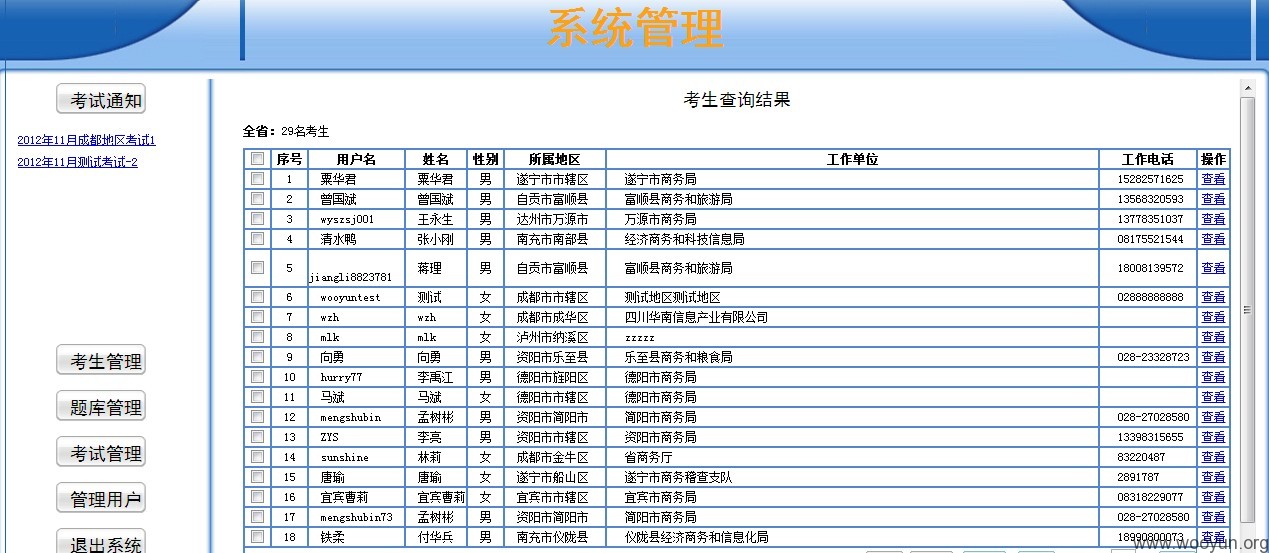 系统管理
考试通知
2012年11月成都地区考试1
2012年11月测试考试-2
考生管理
题库管理
考试管理
管理用户
退出系统
考生查询结果
全省：29名考生
序号 用户名 姓名 性别 所属地区 工作单位 工作电话 操作
1 粟华君 粟华君 男 遂宁市市辖区 遂宁市商务局 15282571625 查看
2 曾国斌 曾国斌 男 自贡市富顺县 富顺县商务和旅游局 13568320593 查看
3 wyszsj001 王永生 男 达州市万源市 万源市商务局 13778351037 查看
4 清水鸭 张小刚 男 南充市南部县 经济商务和科技信息局 08175521544 查看
5 jiangli8823781 蒋理 男 自贡市富顺县 富顺县商务和旅游局 18008139572 查看
6 wooyuntest 测试 女 成都市市辖区 测试地区测试地区 02888888888 查看
7 wzh wzh 女 成都市成华区 四川华南信息产业有限公司 查看
8 mlk mlk 女 泸州市纳溪区 zzzzz 查看
9 向勇 向勇 男 资阳市乐至县 乐至县商务和粮食局 028-23328723 查看
10 hurry77 李禹江 男 德阳市旌阳区 德阳市商务局 查看
11 马斌 马斌 女 德阳市市辖区 德阳市商务局 查看
12 mengshubin 孟树彬 男 资阳市简阳市 简阳市商务局 028-27028580 查看
13 ZYS 李亮 男 资阳市市辖区 资阳市商务局 13398315655 查看
14 sunshine 林莉 女 成都市金牛区 省商务厅 83220487 查看
15 唐瑜 唐瑜 女 遂宁市船山区 遂宁市商务稽查支队 2891787 查看
16 宜宾曹莉 宜宾曹莉 女 宜宾市市辖区 宜宾市商务局 08318229077 查看
17 mengshubin73 孟树彬 男 资阳市简阳市 简阳市商务局 028-27028580 查看
18 铁柔 付华兵 男 南充市仪陇县 仪陇县经济商务和信息化局 18990800073 查看
www.wooyun.org